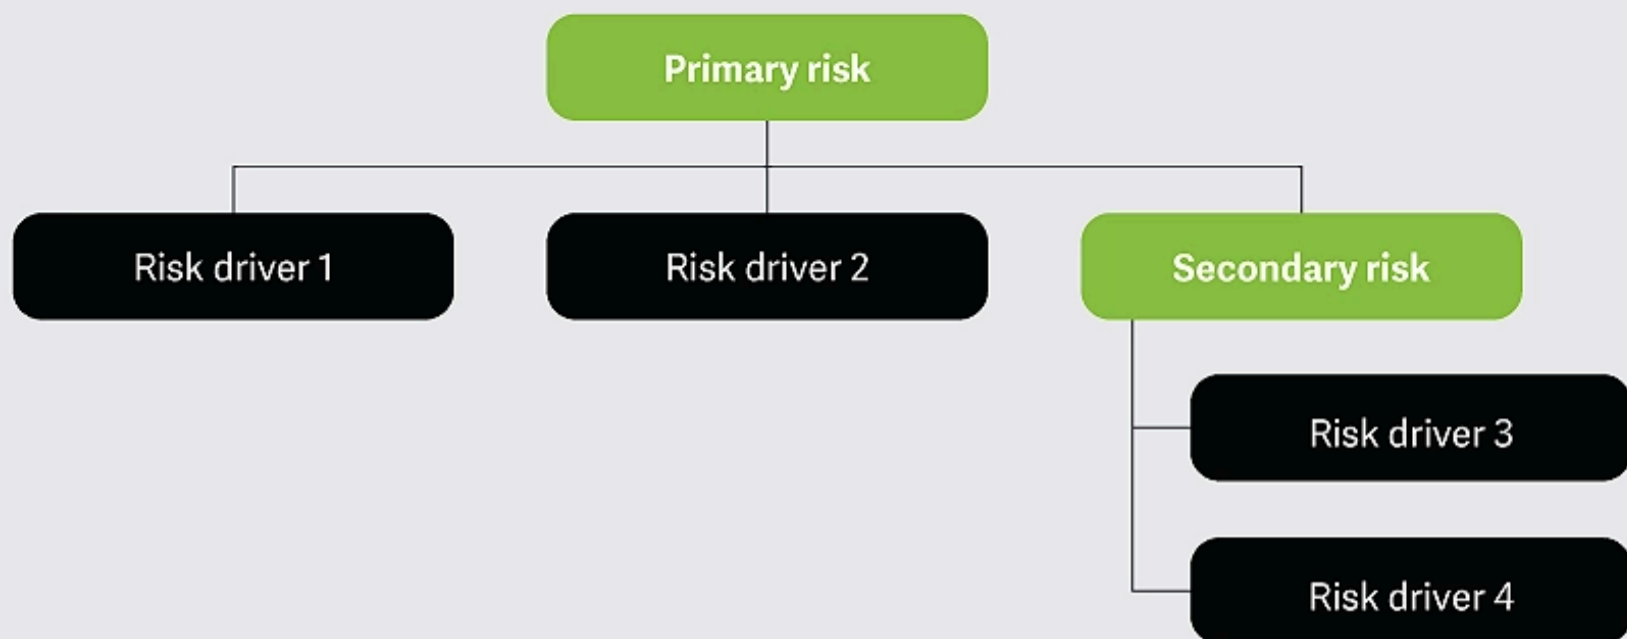 Primary risk
Risk driver 1
Risk driver 2
Secondary risk
Risk driver 3
Risk driver 4